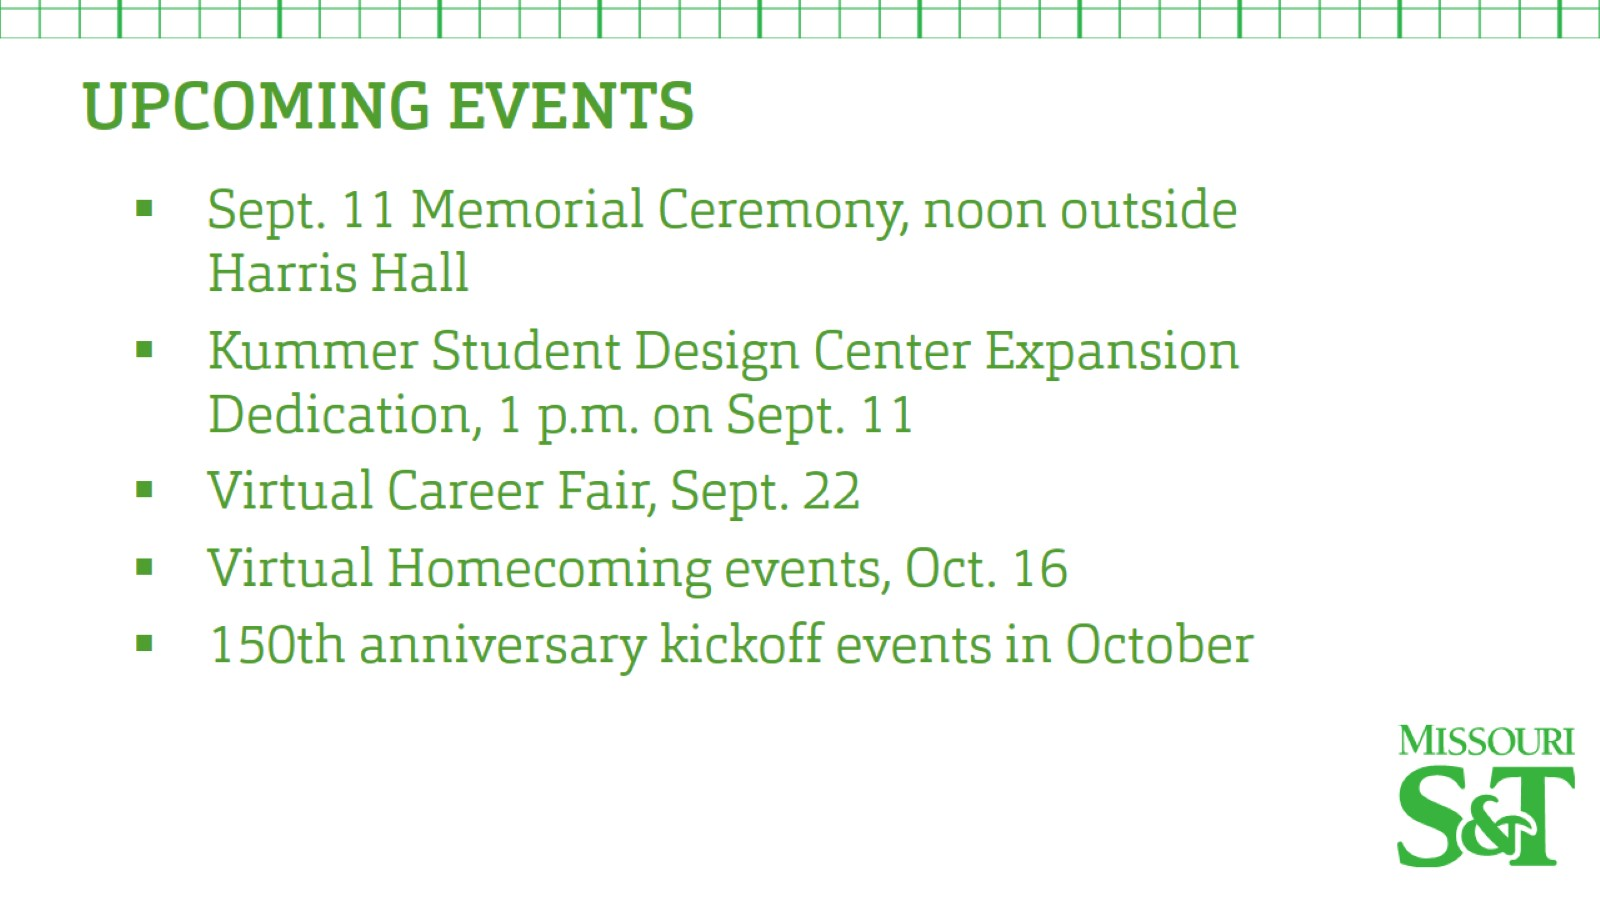 UPCOMING EVENTS
▪ Sept. 11 Memorial Ceremony, noon outside
Harris Hall
▪ Kummer Student Design Center Expansion
Dedication, 1 p.m. on Sept. 11
▪ Virtual Career Fair, Sept. 22
▪ Virtual Homecoming events, Oct. 16
▪ 150th anniversary kickoff events in October
MISSOURI
S&T